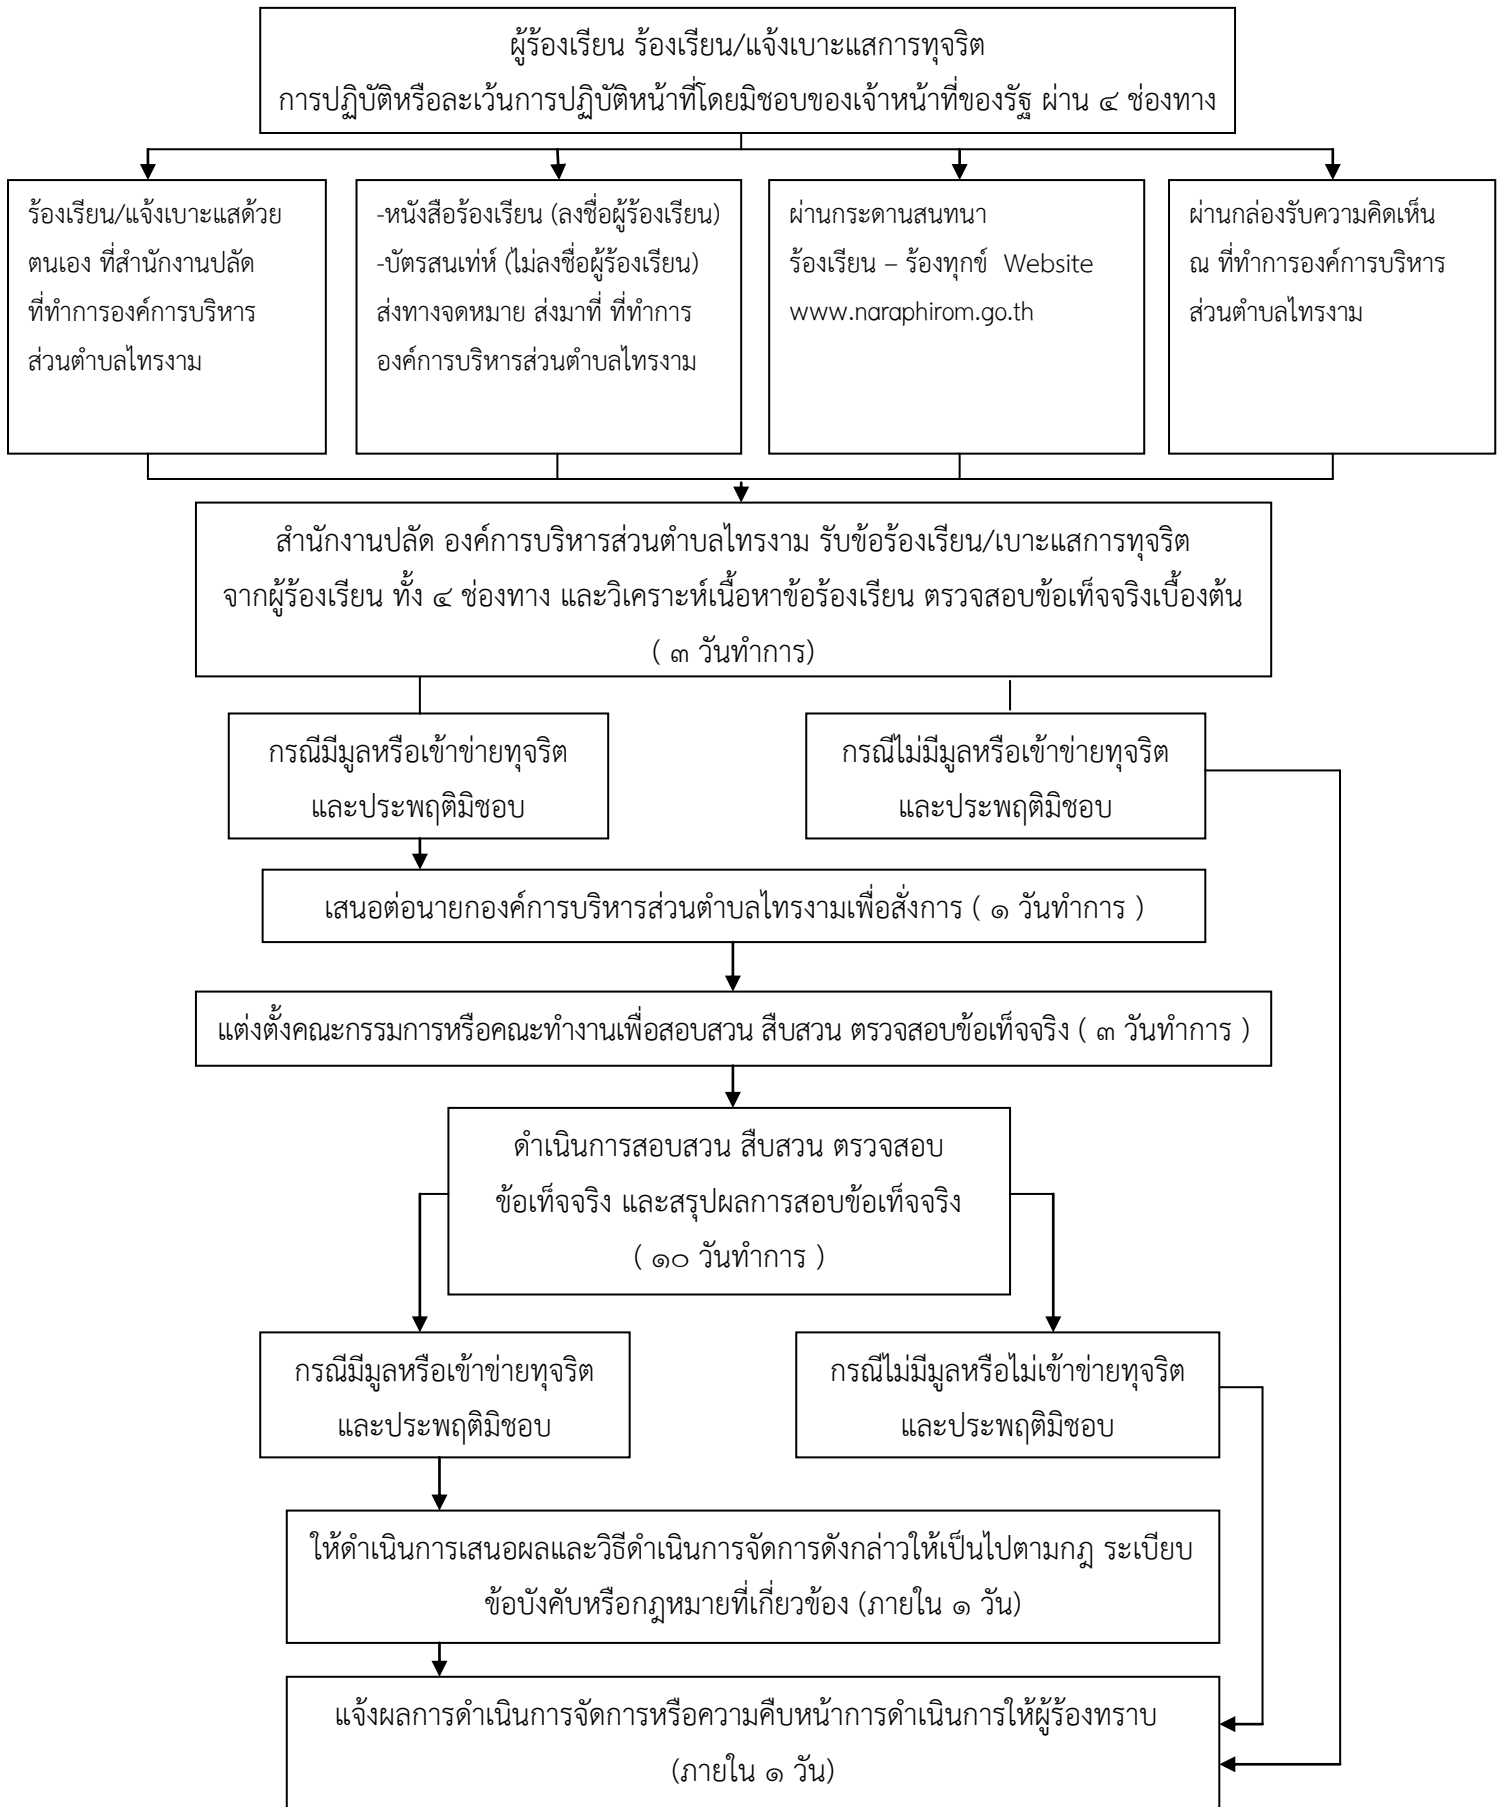 ผู้ร้องเรียน ร้องเรียน/แจ้งเบาะแสการทุจริต
การปฏิบัติหรือละเว้นการปฏิบัติหน้าที่โดยมิชอบของเจ้าหน้าที่ของรัฐ ผ่าน ๔ ช่องทาง
ร้องเรียน/แจ้งเบาะแสด้วย
ตนเอง ที่สำนักงานปลัด
ที่ทำการองค์การบริหาร
ส่วนตำบลไทรงาม
-หนังสือร้องเรียน (ลงชื่อผู้ร้องเรียน)
-บัตรสนเท่ห์ (ไม่ลงชื่อผู้ร้องเรียน)
ส่งทางจดหมาย ส่งมาที่ ที่ทำการ
องค์การบริหารส่วนตำบลไทรงาม
ผ่านกระดานสนทนา
ร้องเรียน – ร้องทุกข์ Website
www.naraphirom.go.th
ผ่านกล่องรับความคิดเห็น
ณ ที่ทำการองค์การบริหาร
ส่วนตำบลไทรงาม
สำนักงานปลัด องค์การบริหารส่วนตำบลไทรงาม รับข้อร้องเรียน/เบาะแสการทุจริต
จากผู้ร้องเรียน ทั้ง ๔ ช่องทาง และวิเคราะห์เนื้อหาข้อร้องเรียน ตรวจสอบข้อเท็จจริงเบื้องต้น
( ๓ วันทำการ)
กรณีมีมูลหรือเข้าข่ายทุจริต
และประพฤติมิชอบ
กรณีไม่มีมูลหรือเข้าข่ายทุจริต
และประพฤติมิชอบ
เสนอต่อนายกองค์การบริหารส่วนตำบลไทรงามเพื่อสั่งการ ( ๑ วันทำการ )
แต่งตั้งคณะกรรมการหรือคณะทำงานเพื่อสอบสวน สืบสวน ตรวจสอบข้อเท็จจริง ( ๓ วันทำการ )
ดำเนินการสอบสวน สืบสวน ตรวจสอบ
ข้อเท็จจริง และสรุปผลการสอบข้อเท็จจริง
( ๑๐ วันทำการ )
กรณีมีมูลหรือเข้าข่ายทุจริต
และประพฤติมิชอบ
กรณีไม่มีมูลหรือไม่เข้าข่ายทุจริต
และประพฤติมิชอบ
ให้ดำเนินการเสนอผลและวิธีดำเนินการจัดการดังกล่าวให้เป็นไปตามกฎ ระเบียบ
ข้อบังคับหรือกฎหมายที่เกี่ยวข้อง (ภายใน ๑ วัน)
แจ้งผลการดำเนินการจัดการหรือความคืบหน้าการดำเนินการให้ผู้ร้องทราบ
(ภายใน ๑ วัน)